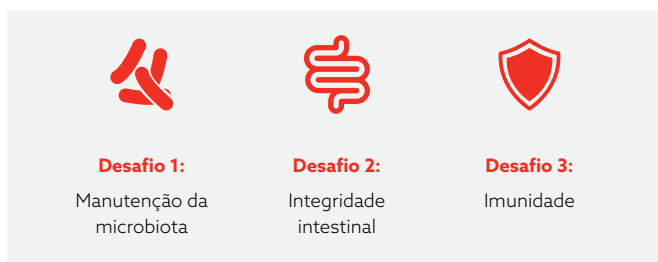 Desafio 1:
Manutenção da
microbiota
Desafio 2:
Integridade
intestinal
Desafio 3:
Imunidade